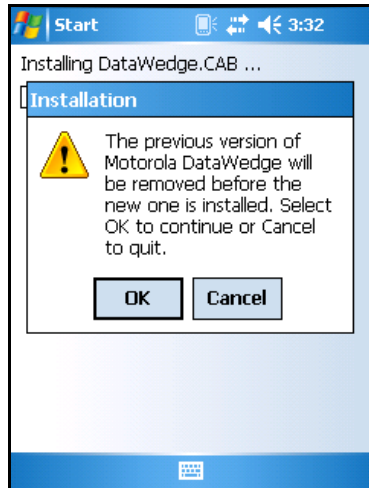 Start 3:32
Installing DataWedge.CAB ...
Installation
The previous version of
Motorola DataWedge will
be removed before the
new one is installed. Select
OK to continue or Cancel
to quit.
OK Cancel